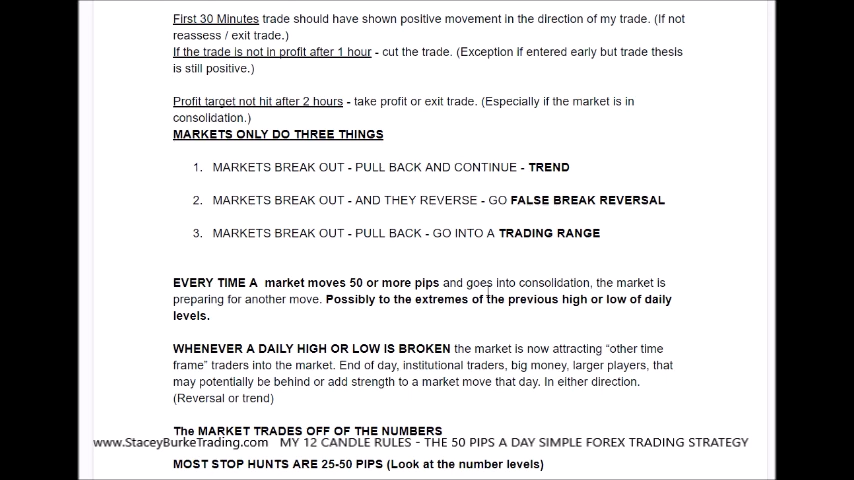 First 30 Minutes trade should have shown positive movement in the direction of my trade. (If not
reassess / exit trade.)
If the trade is not in profit after 1 hour - cut the trade. (Exception if entered early but trade thesis
is still positive.)
Profit target not hit after 2 hours - take profit or exit trade. (Especially if the market is in
consolidation.)
MARKETS ONLY DO THREE THINGS
1. MARKETS BREAK OUT - PULL BACK AND CONTINUE - TREND
2. MARKETS BREAK OUT - AND THEY REVERSE - GO FALSE BREAK REVERSAL
3. MARKETS BREAK OUT - PULL BACK - GO INTO A TRADING RANGE
EVERY TIME A market moves 50 or more pips and goes into consolidation, the market is
preparing for another move. Possibly to the extremes of the previous high or low of daily
levels.
WHENEVER A DAILY HIGH OR LOW IS BROKEN the market is now attracting “other time
frame” traders into the market. End of day, institutional traders, big money, larger players, that
may potentially be behind or add strength to a market move that day. In either direction.
(Reversal or trend)
The MARKET TRADES OFF OF THE NUMBERS
www.StaceyBurkeTrading.com MY 12 CANDLE RULES - THE 50 PIPS A DAY SIMPLE FOREX TRADING STRATEGY
MOST STOP HUNTS ARE 25-50 PIPS (Look at the number levels)